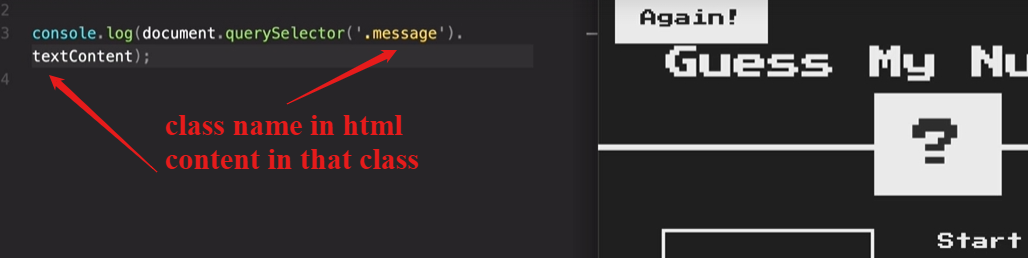 2
3 console.log(document.querySelector('.message').
textContent);
4
class name in html
content in that class
Again!
Guess My
?
Start